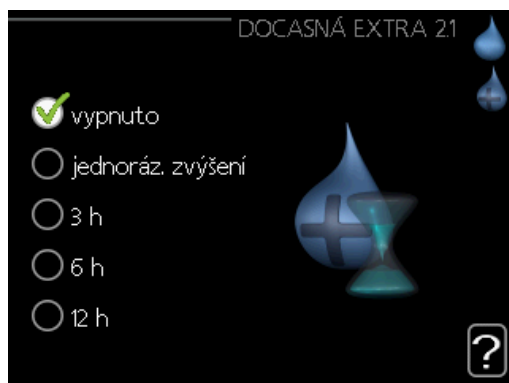 DOCASNÁ EXTRA 2.1
vypnuto
jednoráz. zvýšení
3 h
6 h
12 h
?